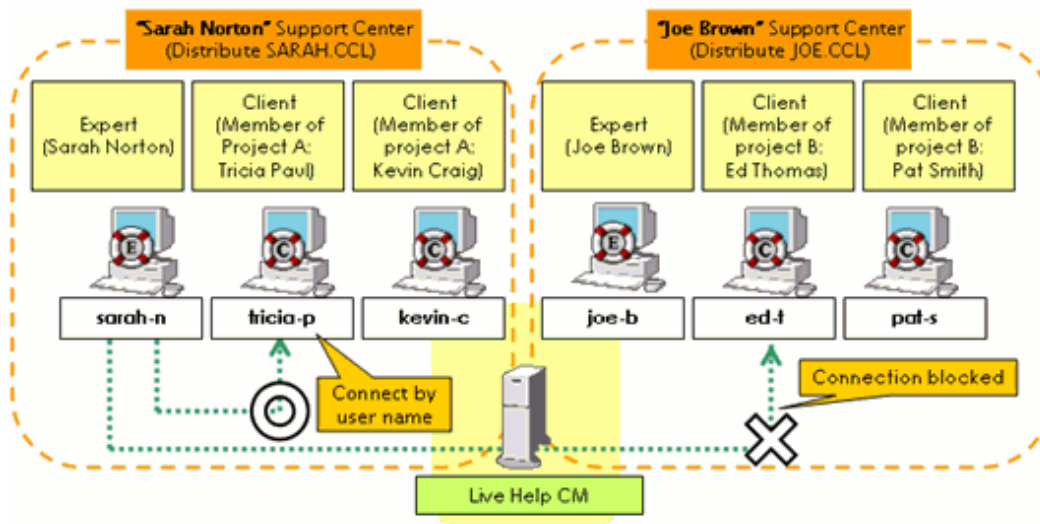 "Sarah Norton" Support Center
(Distribute SARAH.CCL)
"Joe Brown" Support Center
(Distribute JOE.CCL)
Expert
(Sarah Norton)
Client
(Member of
Project A:
Tricia Paul)
Client
(Member of
project A:
Kevin Craig)
Expert
(Joe Brown)
Client
(Member of
project B:
Ed Thomas)
Client
(Member of
project B:
Pat Smith)
E
C
C
E
C
C
sarah-n
tricia-p
kevin-c
joe-b
ed-t
pat-s
Connect by
user name
Connection blocked
Live Help CM